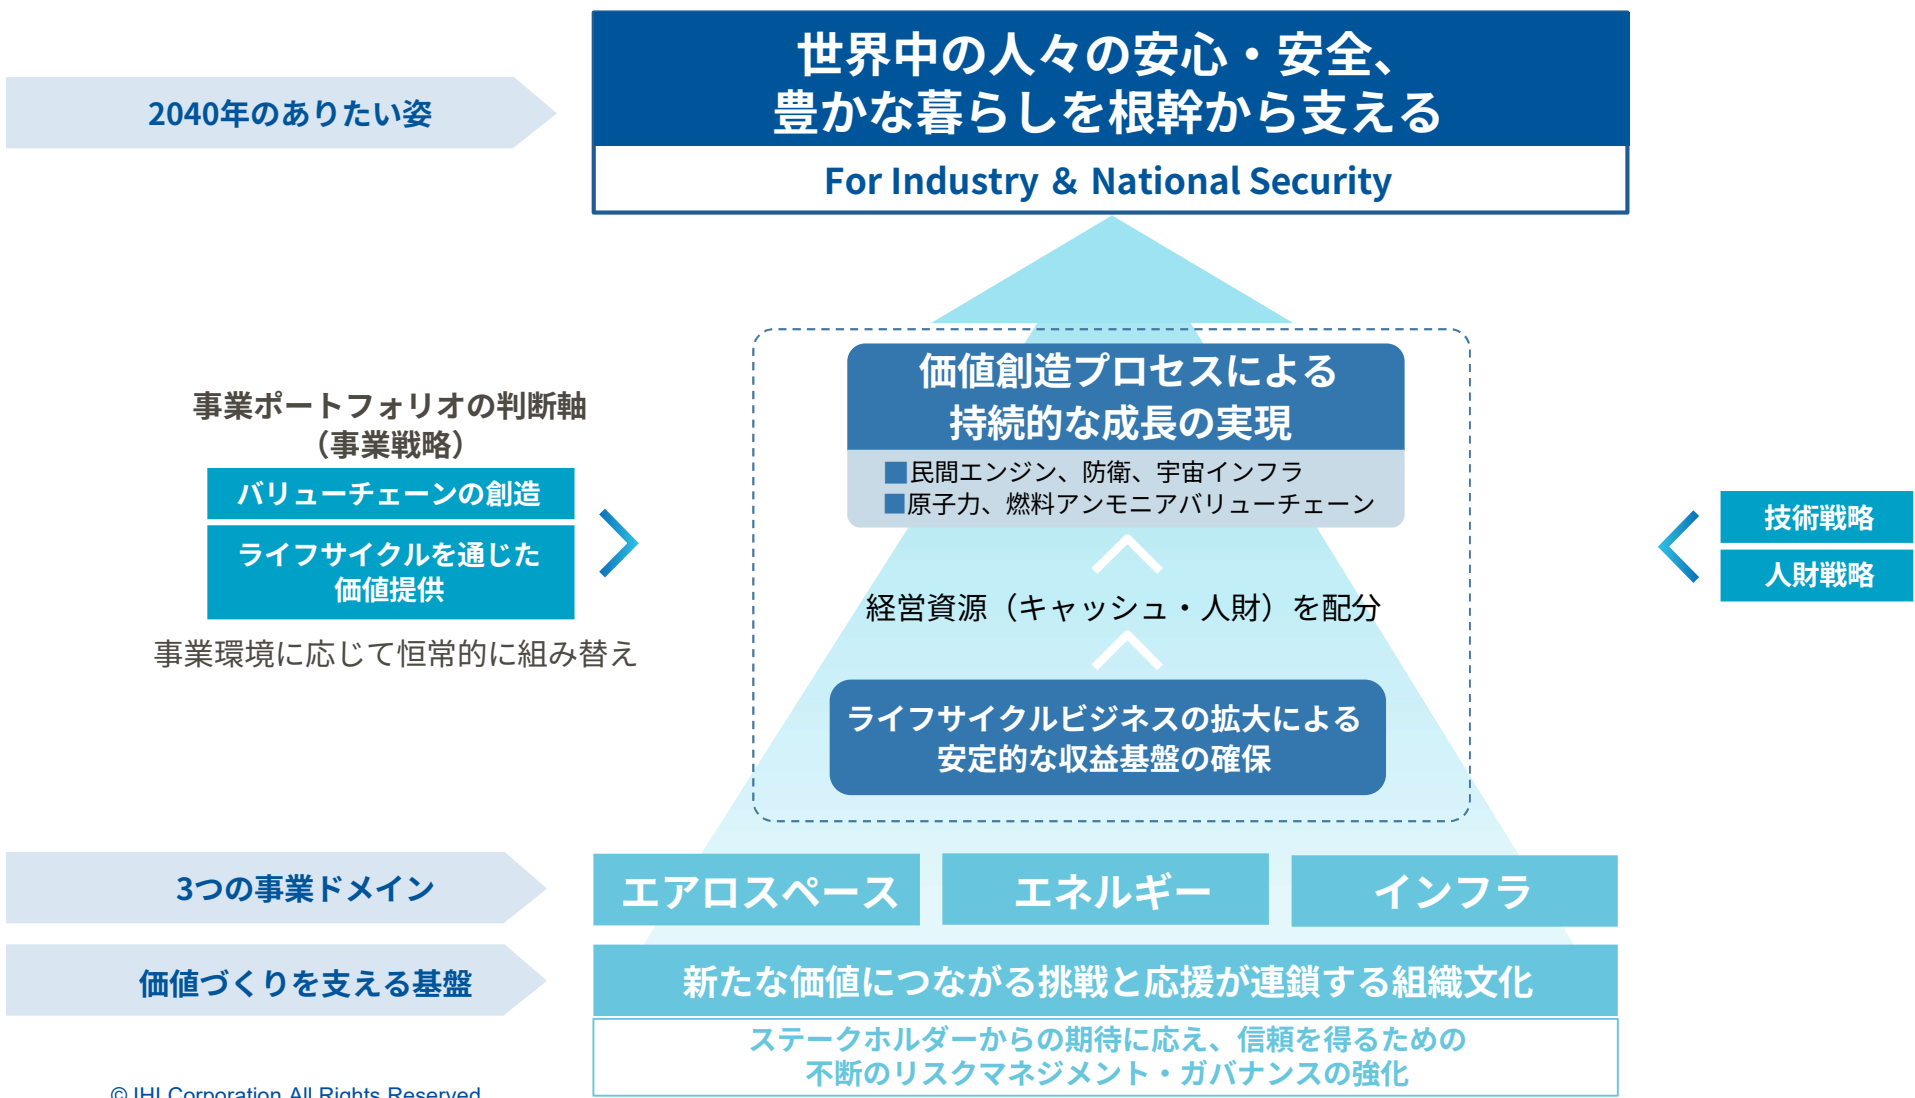 2040年のありたい姿
世界中の人々の安心・安全、
豊かな暮らしを根幹から支える
For Industry & National Security
事業ポートフォリオの判断軸
（事業戦略）
バリューチェーンの創造
ライフサイクルを通じた
価値提供
事業環境に応じて恒常的に組み替え
価値創造プロセスによる
持続的な成長の実現
■民間エンジン、防衛、宇宙インフラ
■原子力、燃料アンモニアバリューチェーン
経営資源（キャッシュ・人財）を配分
ライフサイクルビジネスの拡大による
安定的な収益基盤の確保
技術戦略
人財戦略
3つの事業ドメイン
エアロスペース
エネルギー
インフラ
価値づくりを支える基盤
新たな価値につながる挑戦と応援が連鎖する組織文化
ステークホルダーからの期待に応え、信頼を得るための
不断のリスクマネジメント・ガバナンスの強化
© IHI Corporation All Rights Reserved